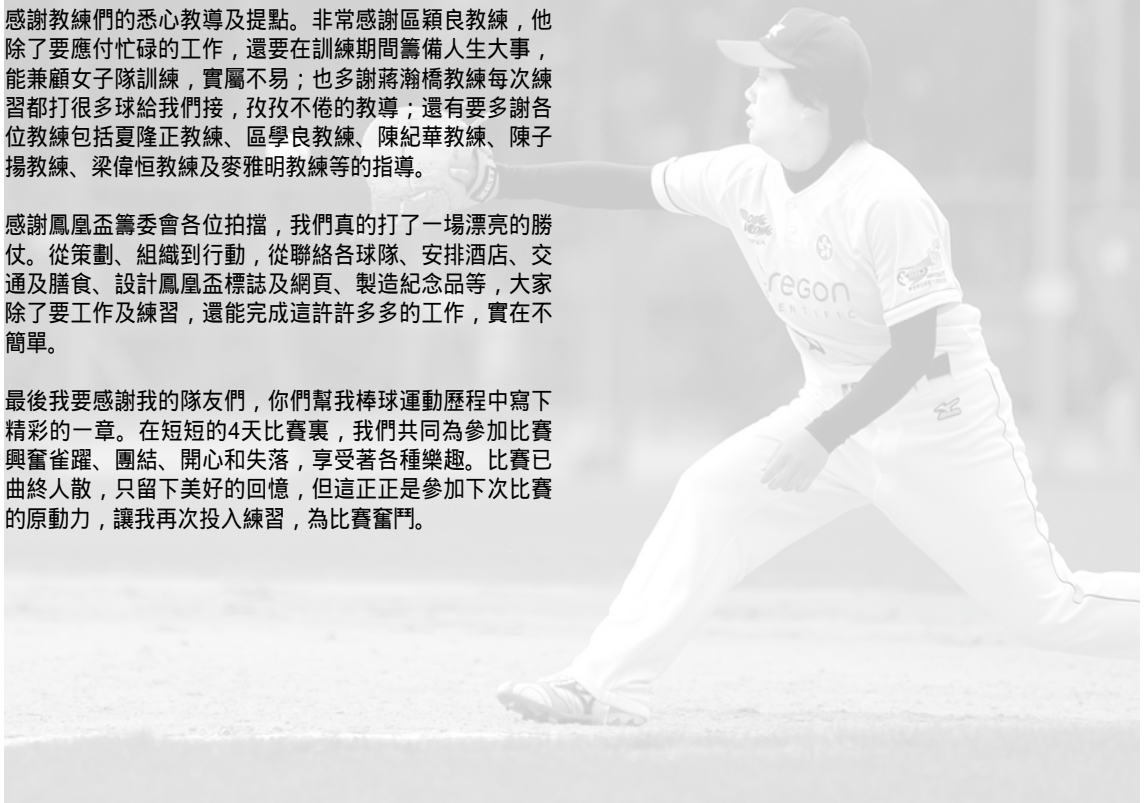 感謝教練們的悉心教導及提點。非常感謝區穎良教練，他
除了要應付忙碌的工作，還要在訓練期間籌備人生大事，
能兼顧女子隊訓練，實屬不易；也多謝蔣瀚橋教練每次練
習都打很多球給我們接，孜孜不倦的教導；還有要多謝各
位教練包括夏隆正教練、區學良教練、陳紀華教練、陳子
揚教練、梁偉恒教練及麥雅明教練等的指導。
感謝鳳凰盃籌委會各位拍擋，我們真的打了一場漂亮的勝
仗。從策劃、組織到行動，從聯絡各球隊、安排酒店、交
通及膳食、設計鳳凰盃標誌及網頁、製造紀念品等，大家
除了要工作及練習，還能完成這許許多多的工作，實在不
簡單。
最後我要感謝我的隊友們，你們幫我棒球運動歷程中寫下
精彩的一章。在短短的4天比賽裏，我們共同為參加比賽
興奮雀躍、團結、開心和失落，享受著各種樂趣。比賽已
曲終人散，只留下美好的回憶，但這正正是參加下次比賽
的原動力，讓我再次投入練習，為比賽奮鬥。
regon
ENTIFIC